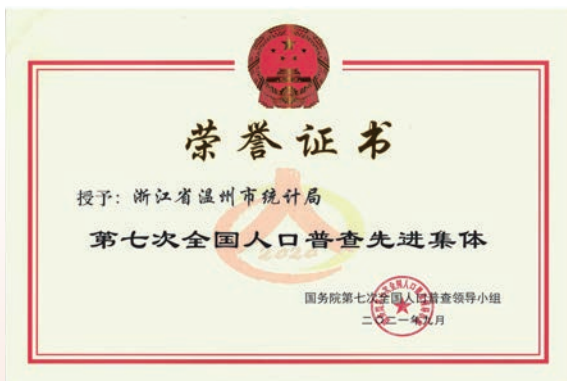 荣誉证书
授予：浙江省温州市统计局
第七次全国人口普查先进集体
2020
国务院第七次全国人口普查领导小组
二〇二一年九月